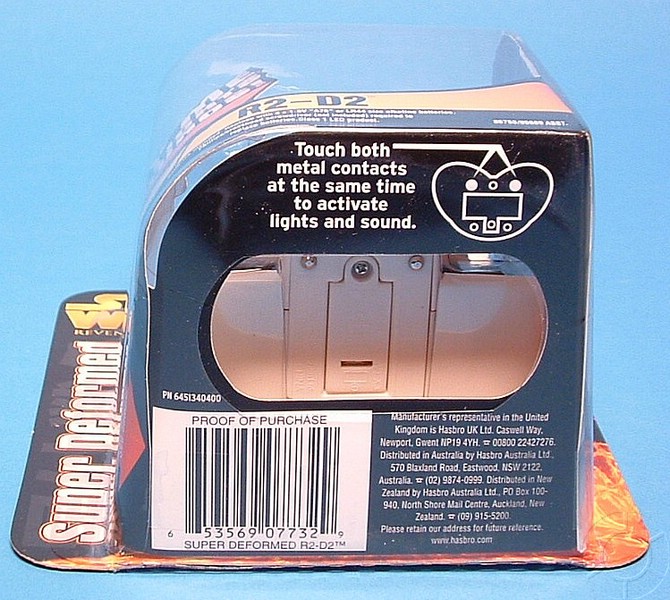 R2-D2
Touch both
metal contacts
at the same time
to activate
lights and sound.
REVEN
Super Deformed
PN 6451340400
PROOF OF PURCHASE
6 53569 07732 9
SUPER DEFORMED R2-D2™
Manufacturer's representative in the United
Kingdom is Hasbro UK Ltd. Caswell Way,
Newport, Gwent NP19 4YH. ☎ 00800 22427276.
Distributed in Australia by Hasbro Australia Ltd.,
570 Blaxland Road, Eastwood, NSW 2122,
Australia. ☎ (02) 9874-0999. Distributed in New
Zealand by Hasbro Australia Ltd., PO Box 100-
940, North Shore Mail Centre, Auckland, New
Zealand. ☎ (09) 915-5200.
Please retain our address for future reference.
www.hasbro.com